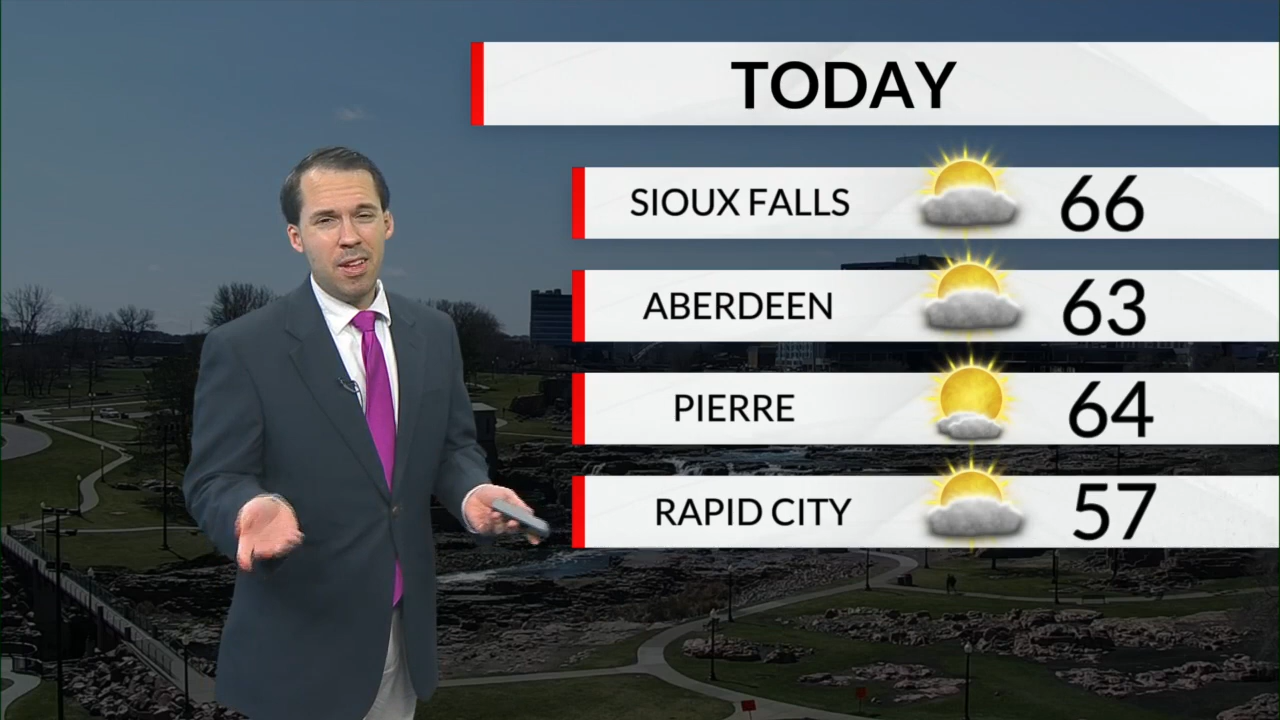 TODAY
SIOUX FALLS 66
ABERDEEN 63
PIERRE 64
RAPID CITY 57